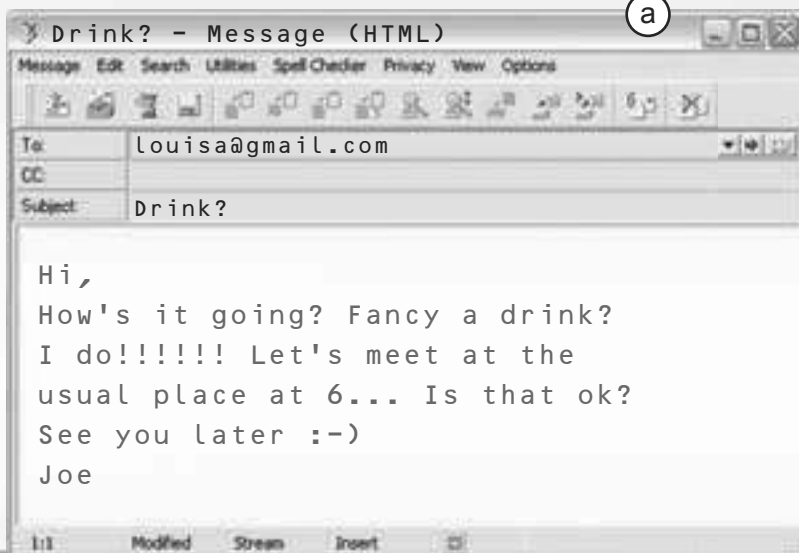 a
Drink? - Message (HTML)
Message Edit Search Utilities Spell Checker Privacy View Options
To: louisa@gmail.com
CC:
Subject: Drink?
Hi,
How's it going? Fancy a drink?
I do!!!!!! Let's meet at the
usual place at 6... Is that ok?
See you later :-)
Joe
1:1 Modified Stream Insert